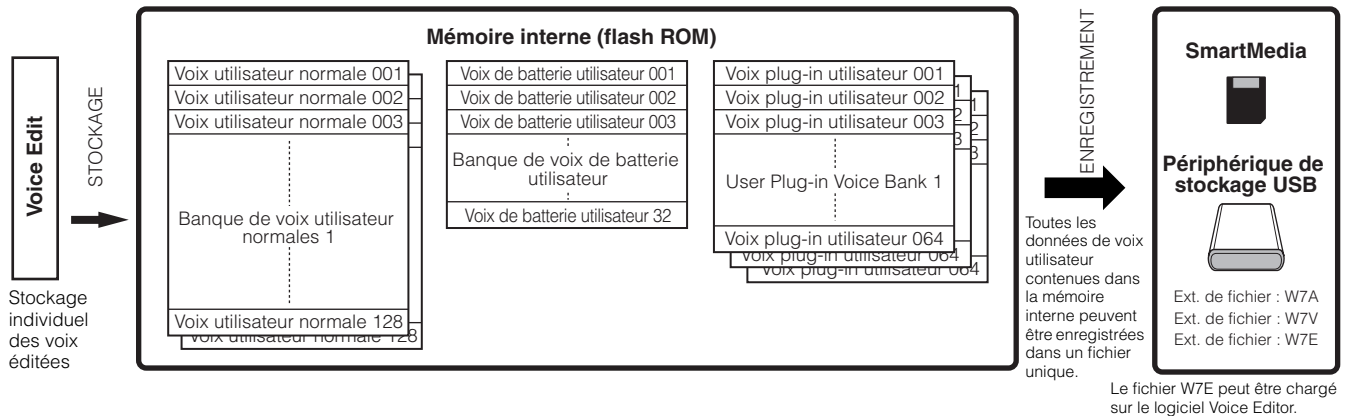 Voice Edit
STOCKAGE
Stockage
individuel
des voix
éditées
Mémoire interne (flash ROM)
Voix utilisateur normale 001
Voix utilisateur normale 002
Voix utilisateur normale 003
Banque de voix utilisateur
normales 1
Voix utilisateur normale 128
Voix utilisateur normale 128
Voix de batterie utilisateur 001
Voix de batterie utilisateur 002
Voix de batterie utilisateur 003
Banque de voix de batterie
utilisateur
Voix de batterie utilisateur 32
Voix plug-in utilisateur 001
Voix plug-in utilisateur 002
Voix plug-in utilisateur 003
1
2
3
1
2
3
User Plug-in Voice Bank 1
Voix plug-in utilisateur 064
Voix plug-in utilisateur 064
Voix plug-in utilisateur 064
ENREGISTREMENT
Toutes les
données de voix
utilisateur
contenues dans
la mémoire
interne peuvent
être enregistrées
dans un fichier
unique.
SmartMedia
Périphérique de
stockage USB
Ext. de fichier : W7A
Ext. de fichier : W7V
Ext. de fichier : W7E
Le fichier W7E peut être chargé
sur le logiciel Voice Editor.